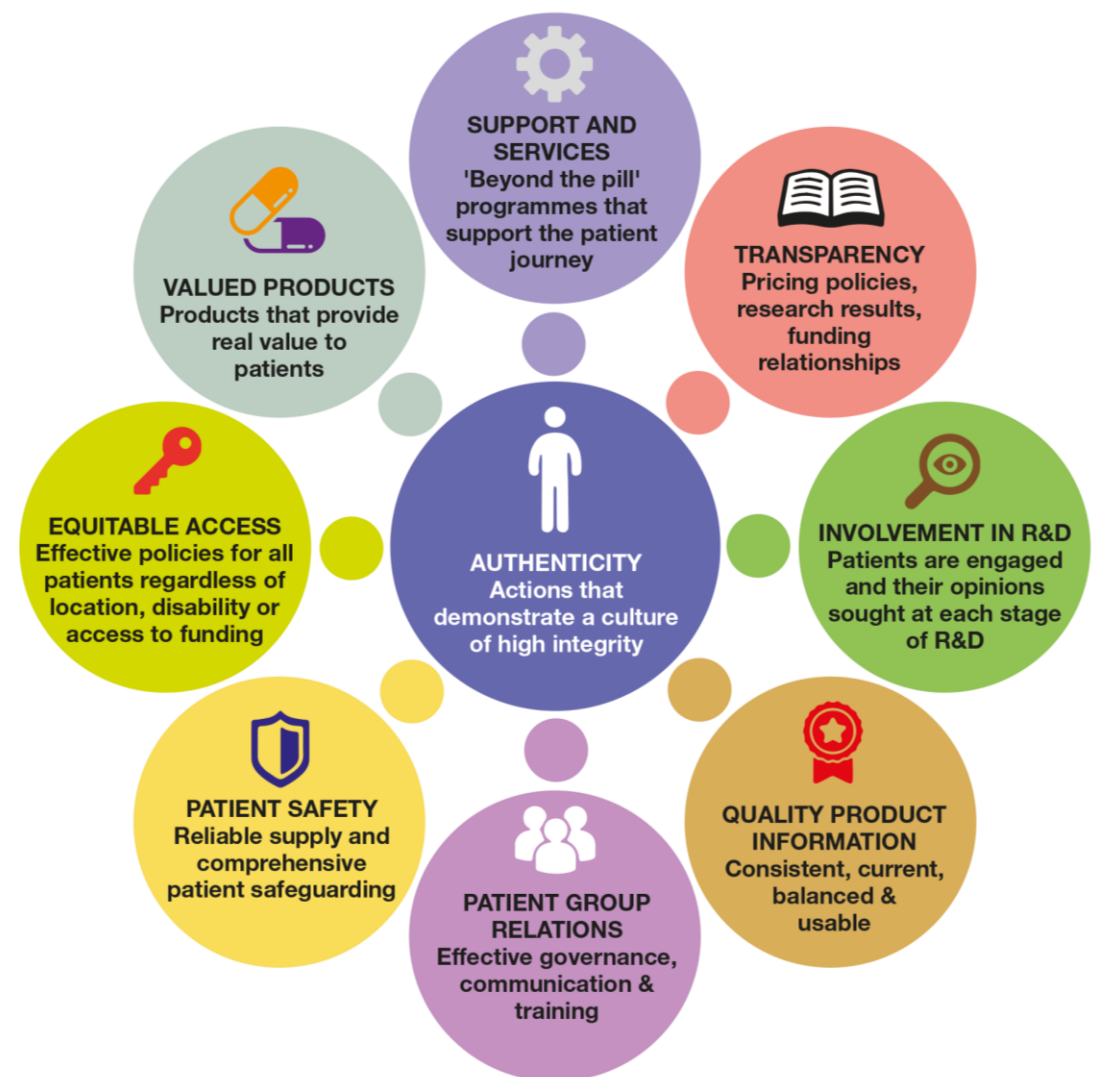 SUPPORT AND
SERVICES
'Beyond the pill'
programmes that
support the patient
journey
TRANSPARENCY
Pricing policies,
research results,
funding
relationships
INVOLVEMENT IN R&D
Patients are engaged
and their opinions
sought at each stage
of R&D
QUALITY PRODUCT
INFORMATION
Consistent, current,
balanced &
usable
PATIENT GROUP
RELATIONS
Effective governance,
communication &
training
PATIENT SAFETY
Reliable supply and
comprehensive
patient safeguarding
EQUITABLE ACCESS
Effective policies for all
patients regardless of
location, disability or
access to funding
VALUED PRODUCTS
Products that provide
real value to
patients
AUTHENTICITY
Actions that
demonstrate a culture
of high integrity